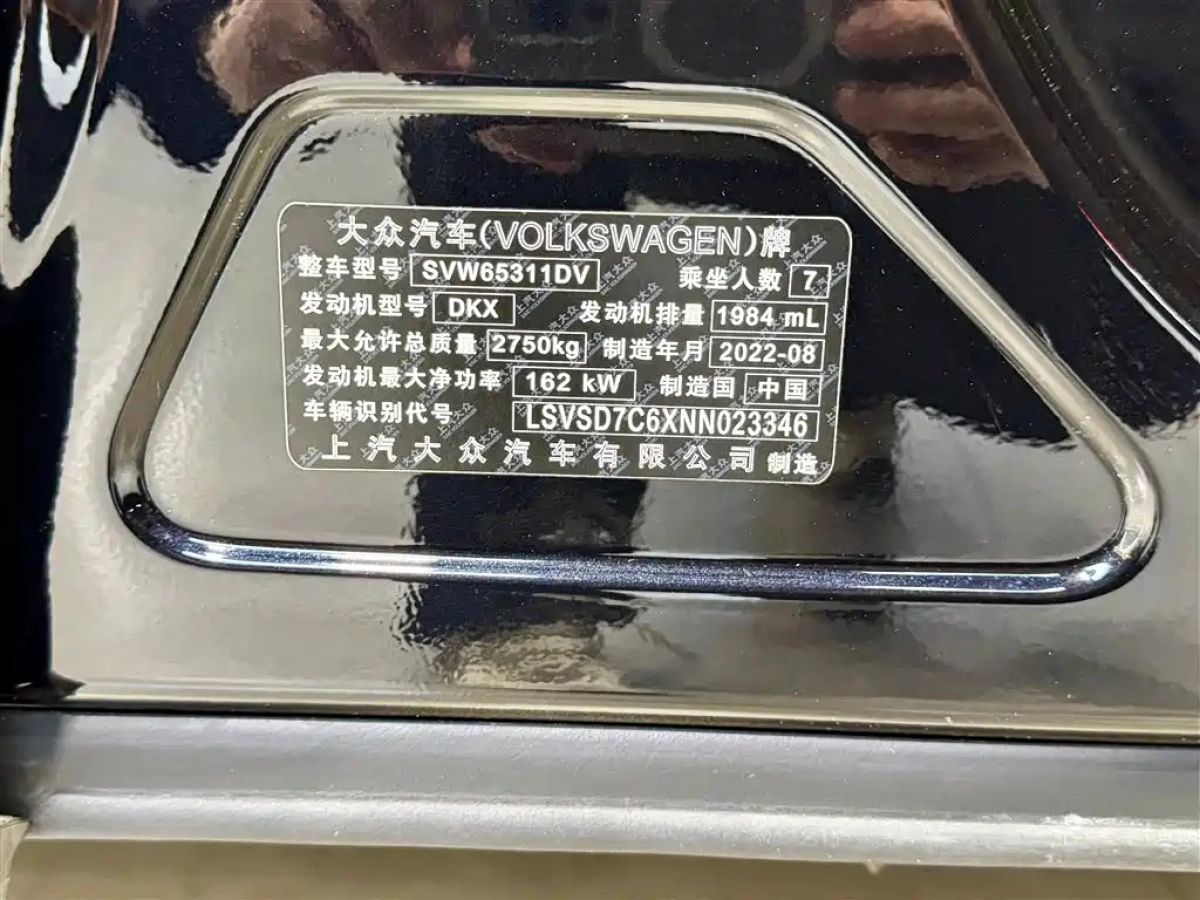 大众汽车(VOLKSWAGEN)牌
整车型号 SVW65311DV 乘坐人数 7
发动机型号 DKX 发动机排量 1984 mL
最大允许总质量 2750kg 制造年月 2022-08
发动机最大净功率 162 kW 制造国 中国
车辆识别代号 LSVSD7C6XNN023346
上汽大众汽车有限公司 制造